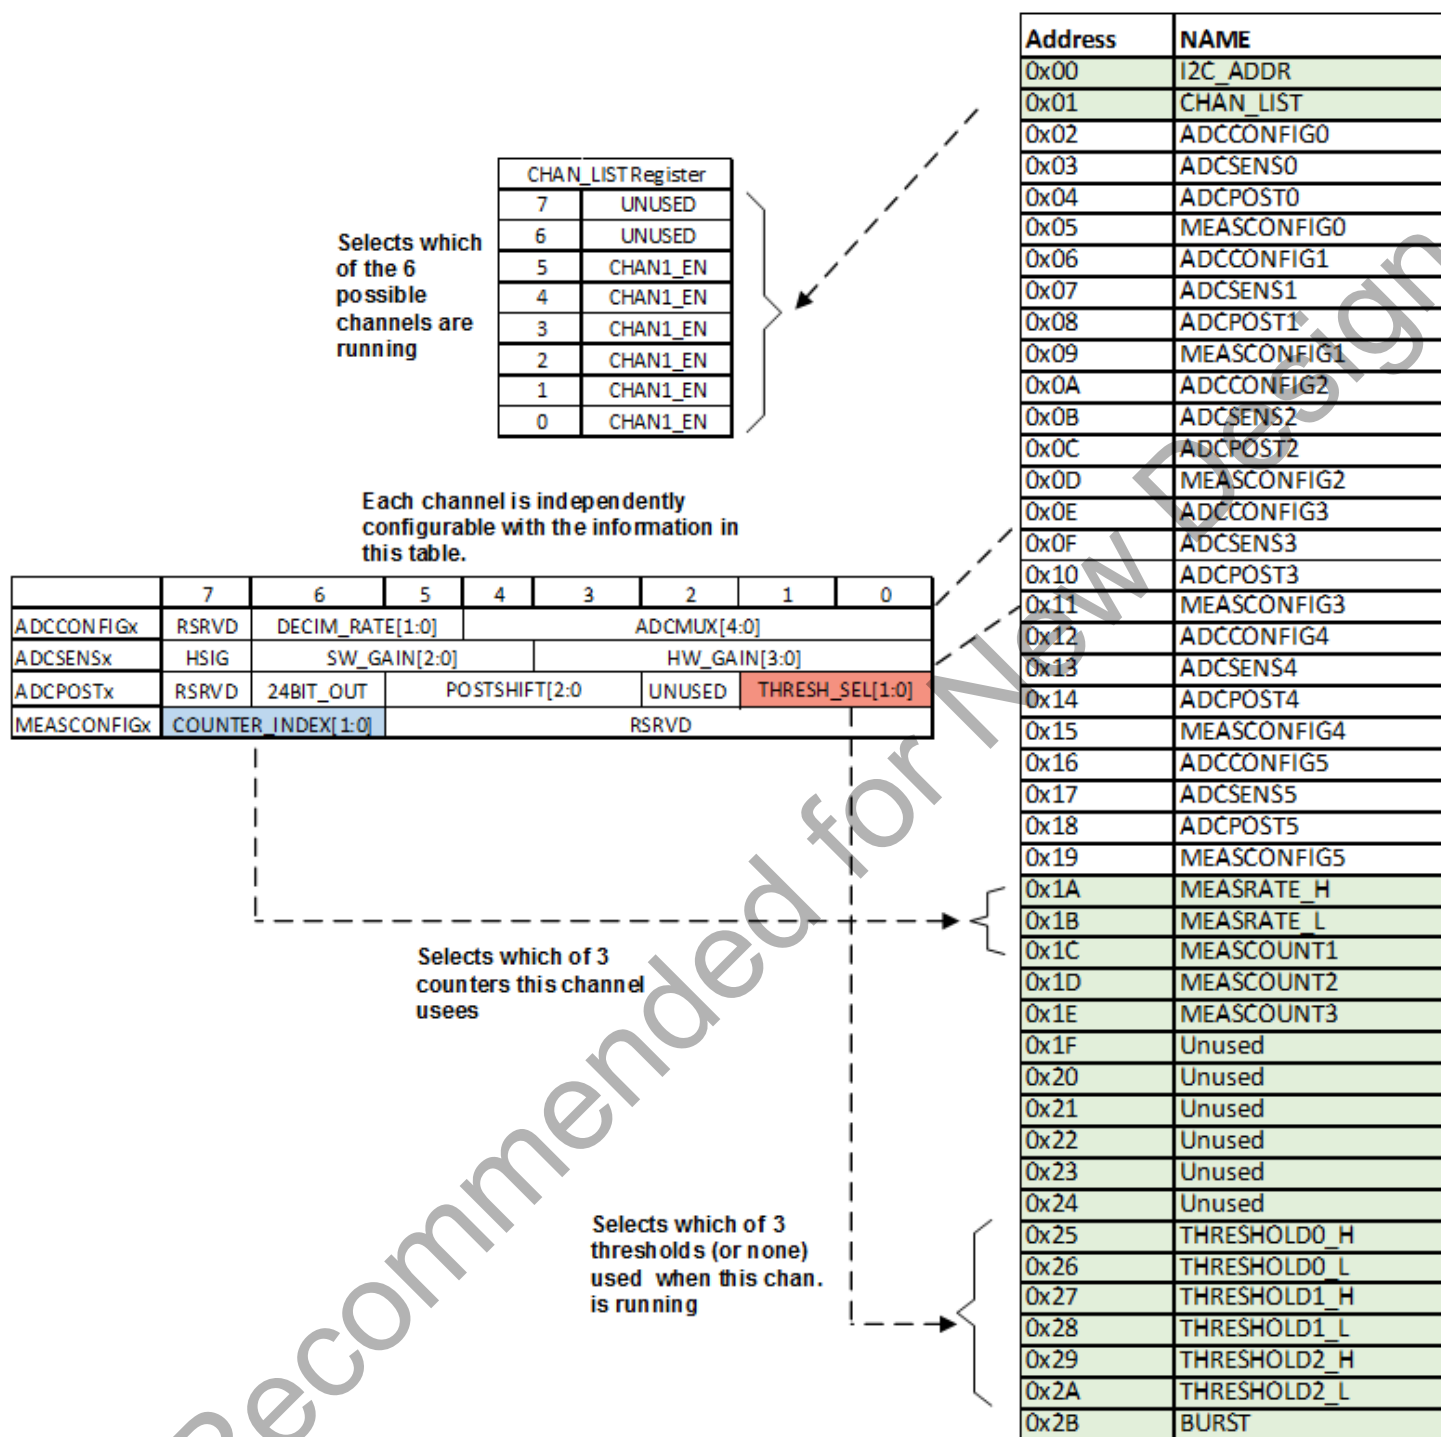 Address NAME
0x00 I2C_ADDR
0x01 CHAN_LIST
0x02 ADCCONFIG0
0x03 ADCSENS0
0x04 ADCPOST0
0x05 MEASCONFIG0
0x06 ADCCONFIG1
0x07 ADCSENS1
0x08 ADCPOST1
0x09 MEASCONFIG1
0x0A ADCCONFIG2
0x0B ADCSENS2
0x0C ADCPOST2
0x0D MEASCONFIG2
0x0E ADCCONFIG3
0x0F ADCSENS3
0x10 ADCPOST3
0x11 MEASCONFIG3
0x12 ADCCONFIG4
0x13 ADCSENS4
0x14 ADCPOST4
0x15 MEASCONFIG4
0x16 ADCCONFIG5
0x17 ADCSENS5
0x18 ADCPOST5
0x19 MEASCONFIG5
0x1A MEASRATE_H
0x1B MEASRATE_L
0x1C MEASCOUNT1
0x1D MEASCOUNT2
0x1E MEASCOUNT3
0x1F Unused
0x20 Unused
0x21 Unused
0x22 Unused
0x23 Unused
0x24 Unused
0x25 THRESHOLD0_H
0x26 THRESHOLD0_L
0x27 THRESHOLD1_H
0x28 THRESHOLD1_L
0x29 THRESHOLD2_H
0x2A THRESHOLD2_L
0x2B BURST
CHAN_LIST Register
7 UNUSED
6 UNUSED
5 CHAN1_EN
4 CHAN1_EN
3 CHAN1_EN
2 CHAN1_EN
1 CHAN1_EN
0 CHAN1_EN
Selects which
of the 6
possible
channels are
running
Each channel is independently
configurable with the information in
this table.
7 6 5 4 3 2 1 0
ADCCONFIGx RSRVD DECIM_RATE[1:0] ADCMUX[4:0]
ADCSENSx HSIG SW_GAIN[2:0] HW_GAIN[3:0]
ADCPOSTx RSRVD 24BIT_OUT POSTSHIFT[2:0 UNUSED THRESH_SEL[1:0]
MEASCONFIGx COUNTER_INDEX[1:0] RSRVD
Selects which of 3
counters this channel
usees
Selects which of 3
thresholds (or none)
used when this chan.
is running
Recommended for New Design